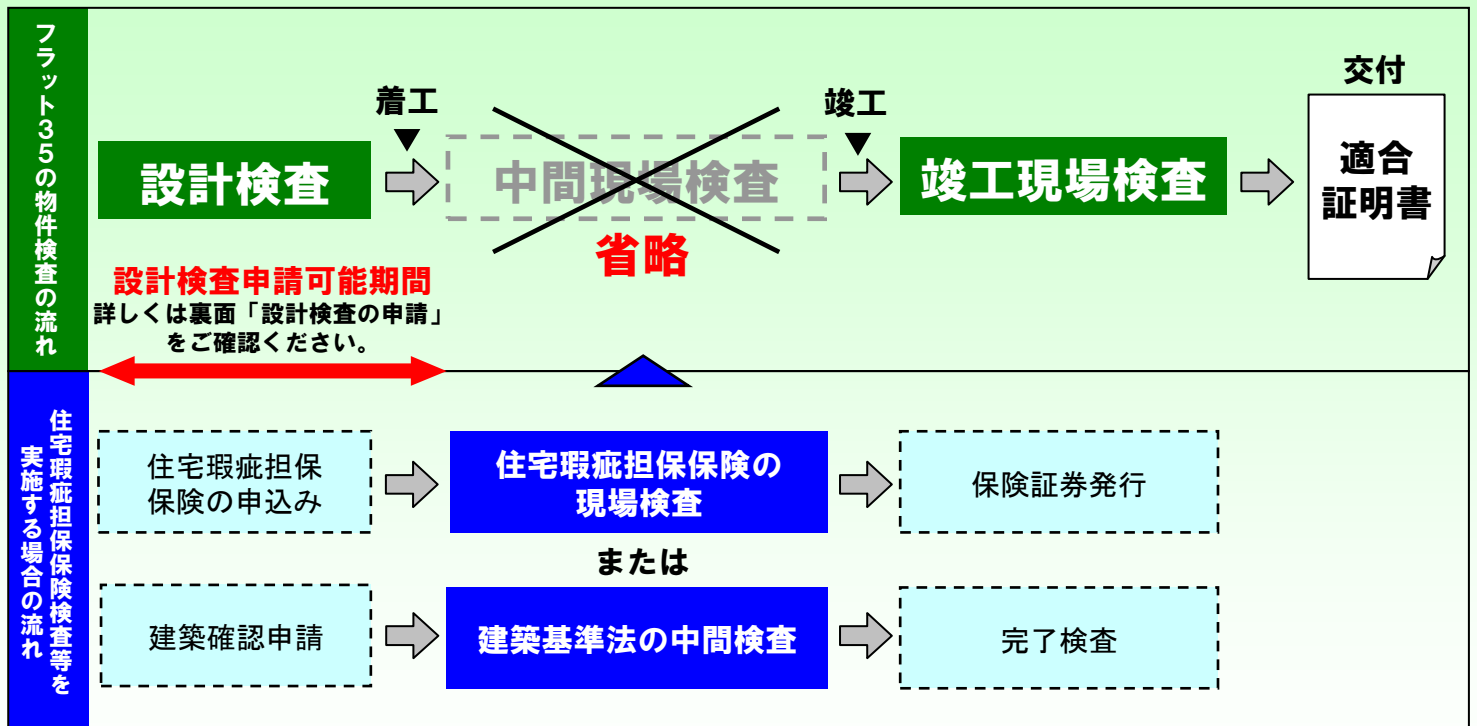 フラット35の物件検査の流れ
着工
竣工
交付
設計検査
中間現場検査
竣工現場検査
適合
証明書
省略
設計検査申請可能期間
詳しくは裏面「設計検査の申請」
をご確認ください。
住宅瑕疵担保保険検査等を
実施する場合の流れ
住宅瑕疵担保
保険の申込み
住宅瑕疵担保保険の
現場検査
保険証券発行
または
建築確認申請
建築基準法の中間検査
完了検査